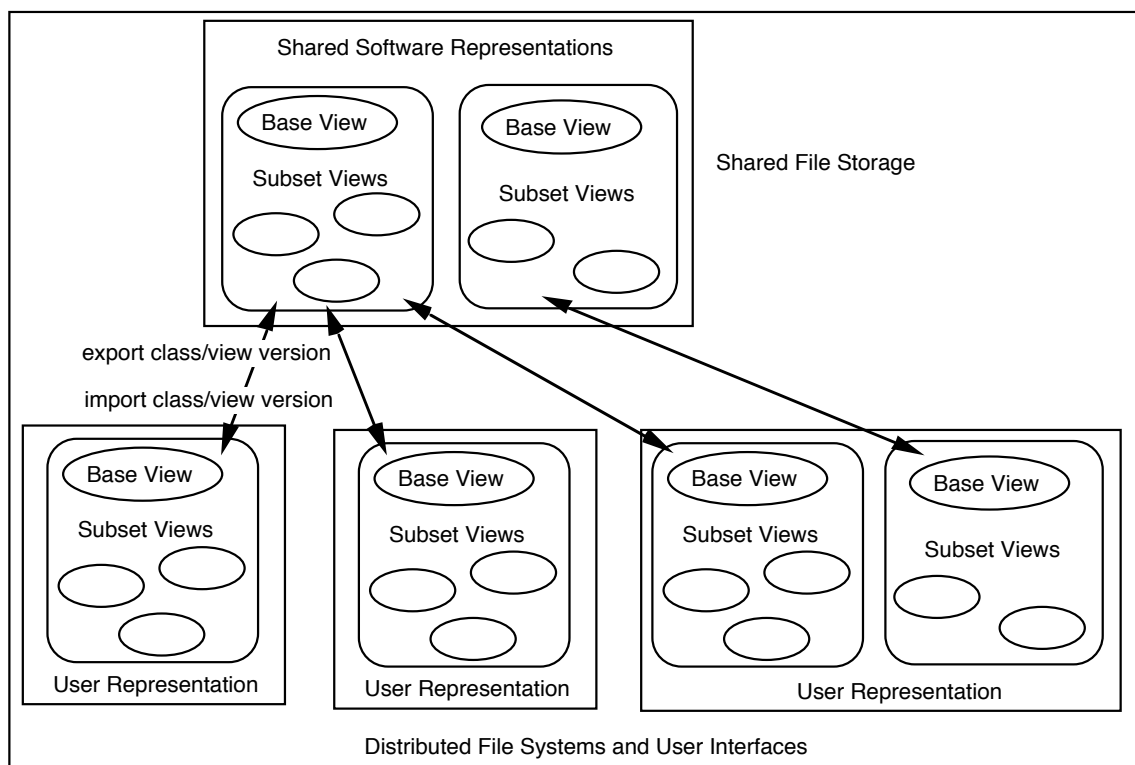 Shared Software Representations
Base View
Subset Views
Base View
Subset Views
Shared File Storage
export class/view version
import class/view version
Base View
Subset Views
User Representation
Base View
Subset Views
User Representation
Base View
Subset Views
Base View
Subset Views
User Representation
Distributed File Systems and User Interfaces